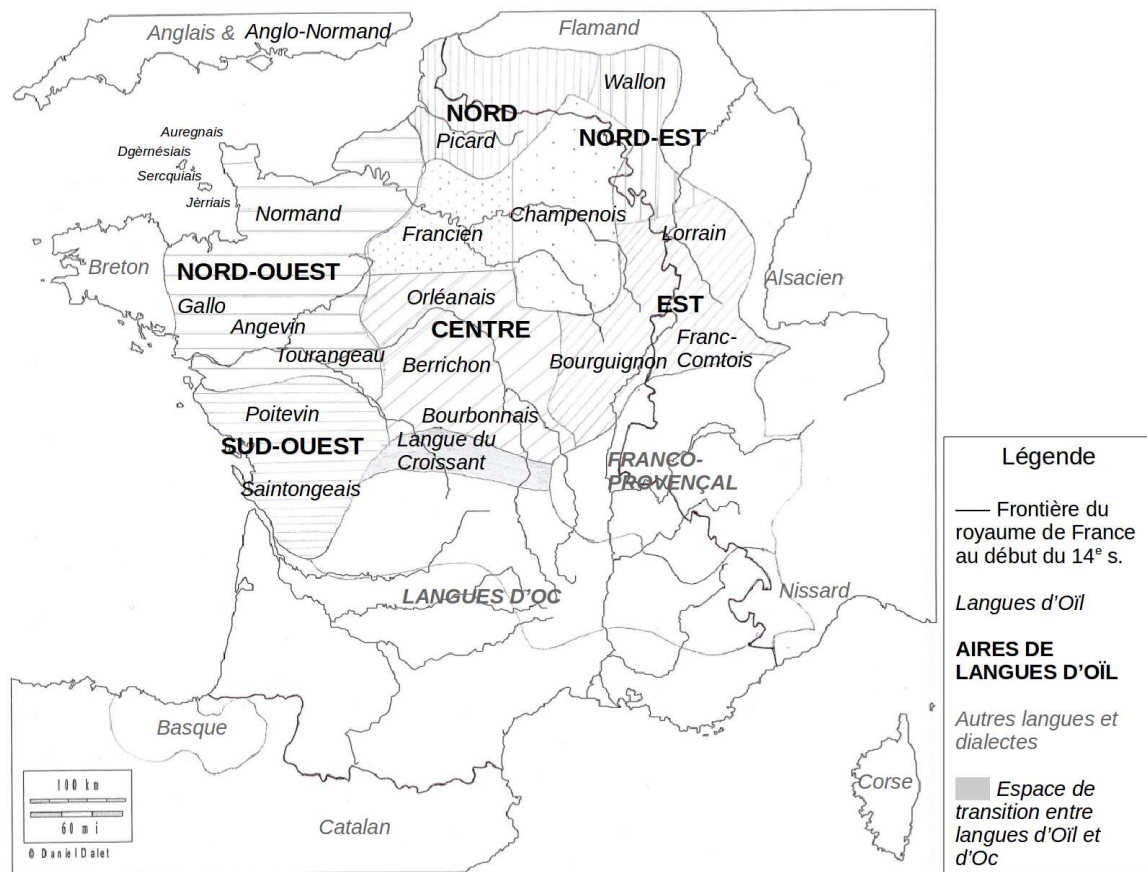 Anglais & Anglo-Normand
Flamand
Wallon
NORD
Picard
NORD-EST
Auregnais
Dgèrnésiais
Sercquiais
Jèrriais
Normand
Champenois
Francien
Lorrain
Breton
NORD-OUEST
Alsacien
Orléanais
Gallo
EST
Angevin
CENTRE
Franc-
Comtois
Tourangeau
Berrichon
Bourguignon
Poitevin
Bourbonnais
SUD-OUEST
Langue du
Croissant
FRANCO-
PROVENÇAL
Saintongeais
LANGUES D'OC
Nissard
Basque
Corse
Catalan
100 km
60 mi
© Daniel Dalet
Légende
Frontière du
royaume de France
au début du 14e s.
Langues d'Oïl
AIRES DE
LANGUES D'OÏL
Autres langues et
dialectes
Espace de
transition entre
langues d'Oïl et
d'Oc